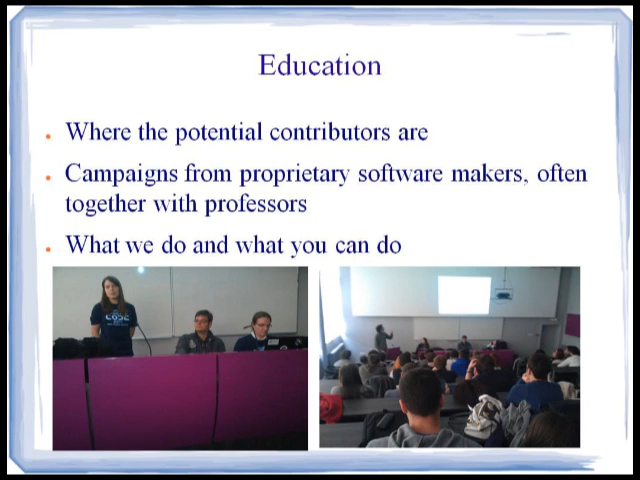 Education
Where the potential contributors are
Campaigns from proprietary software makers, often
together with professors
What we do and what you can do
CODE